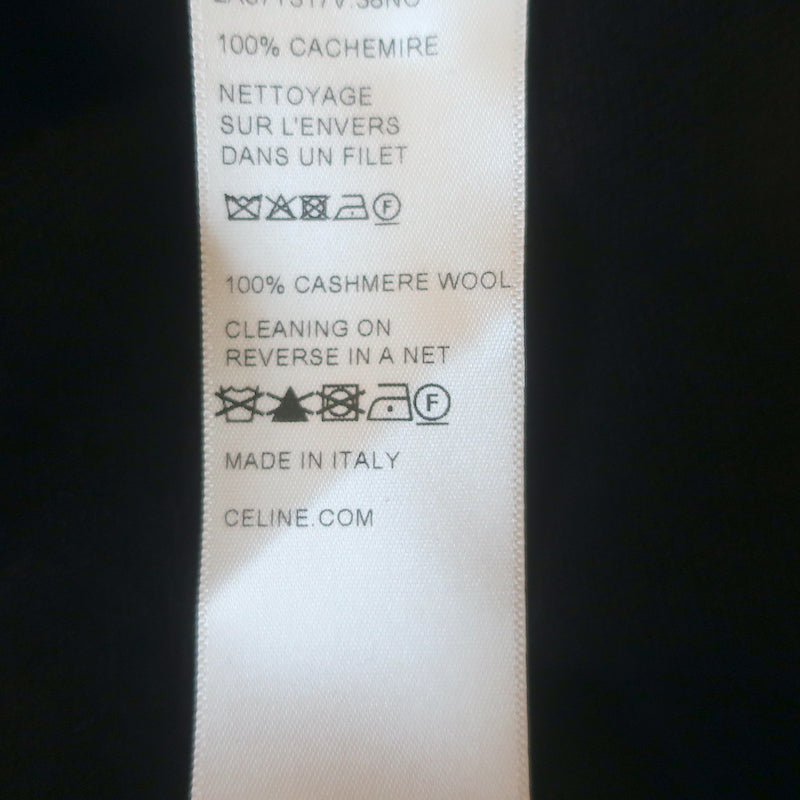 100% CACHEMIRE
NETTOYAGE
SUR L'ENVERS
DANS UN FILET
F
100% CASHMERE WOOL
CLEANING ON
REVERSE IN A NET
F
MADE IN ITALY
CELINE.COM